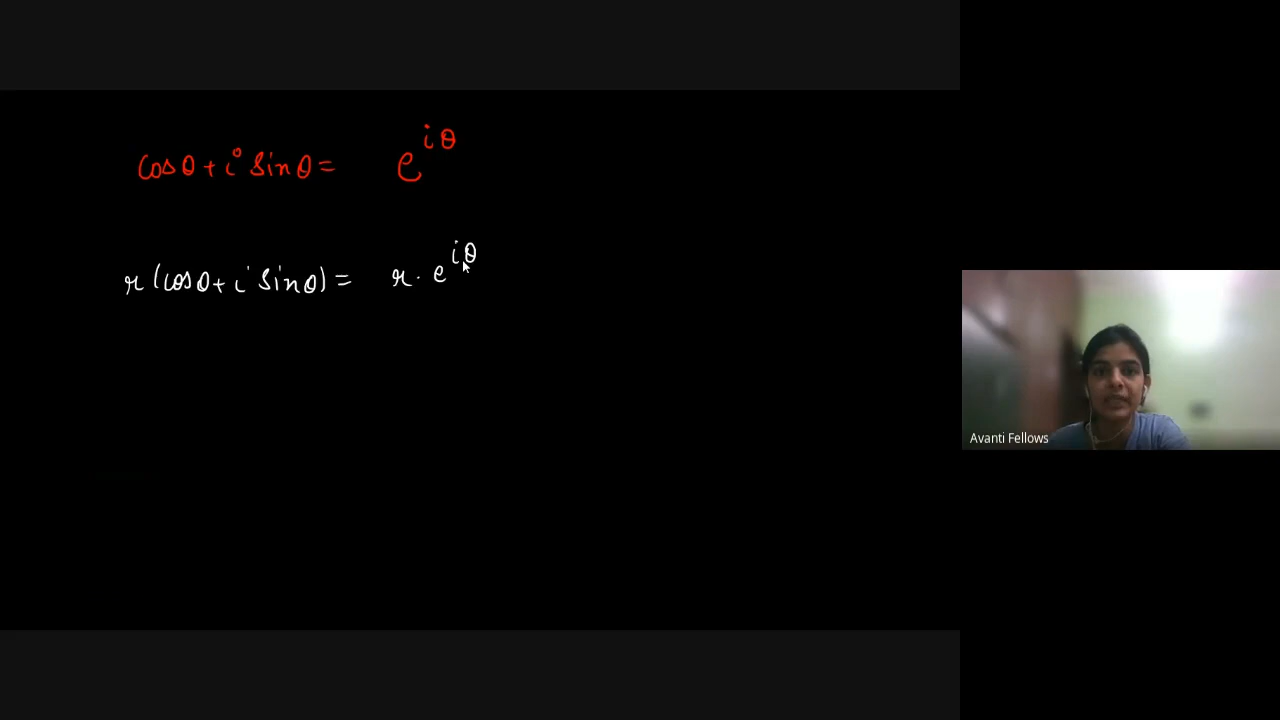 cosθ + i sinθ = e^{iθ}
r (cosθ + i sinθ) = r · e^{iθ}
Avanti Fellows